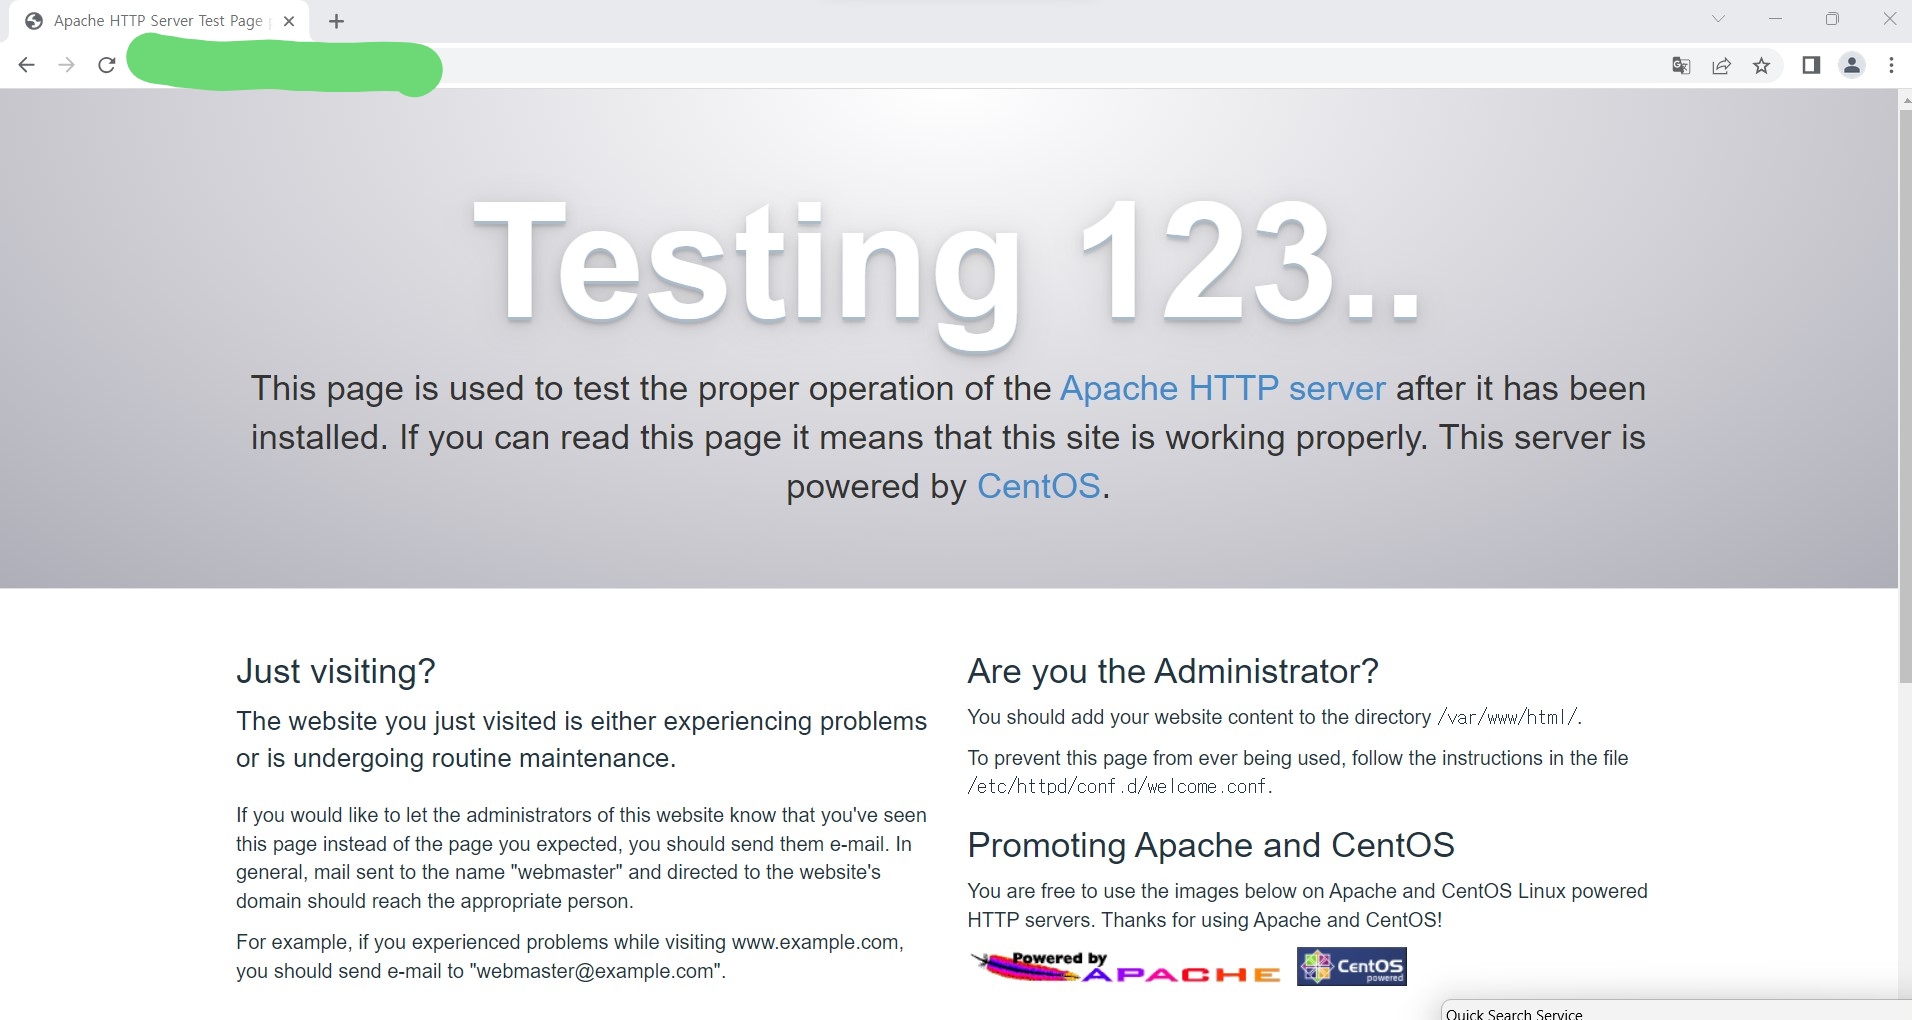 Apache HTTP Server Test Page
Testing 123..
This page is used to test the proper operation of the Apache HTTP server after it has been
installed. If you can read this page it means that this site is working properly. This server is
powered by CentOS.
Just visiting?
The website you just visited is either experiencing problems
or is undergoing routine maintenance.
If you would like to let the administrators of this website know that you've seen
this page instead of the page you expected, you should send them e-mail. In
general, mail sent to the name "webmaster" and directed to the website's
domain should reach the appropriate person.
For example, if you experienced problems while visiting www.example.com,
you should send e-mail to "webmaster@example.com".
Are you the Administrator?
You should add your website content to the directory /var/www/html/.
To prevent this page from ever being used, follow the instructions in the file
/etc/httpd/conf.d/welcome.conf.
Promoting Apache and CentOS
You are free to use the images below on Apache and CentOS Linux powered
HTTP servers. Thanks for using Apache and CentOS!
Powered by
APACHE
CentOS
powered
Quick Search Service